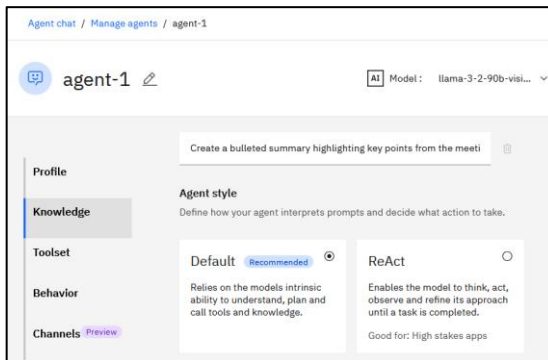 Agent chat / Manage agents / agent-1
agent-1
AI Model : llama-3-2-90b-visi...
Create a bulleted summary highlighting key points from the meeti
Profile
Knowledge
Toolset
Behavior
Channels Preview
Agent style
Define how your agent interprets prompts and decide what action to take.
Default Recommended
Relies on the models intrinsic
ability to understand, plan and
call tools and knowledge.
ReAct
Enables the model to think, act,
observe and refine its approach
until a task is completed.
Good for: High stakes apps